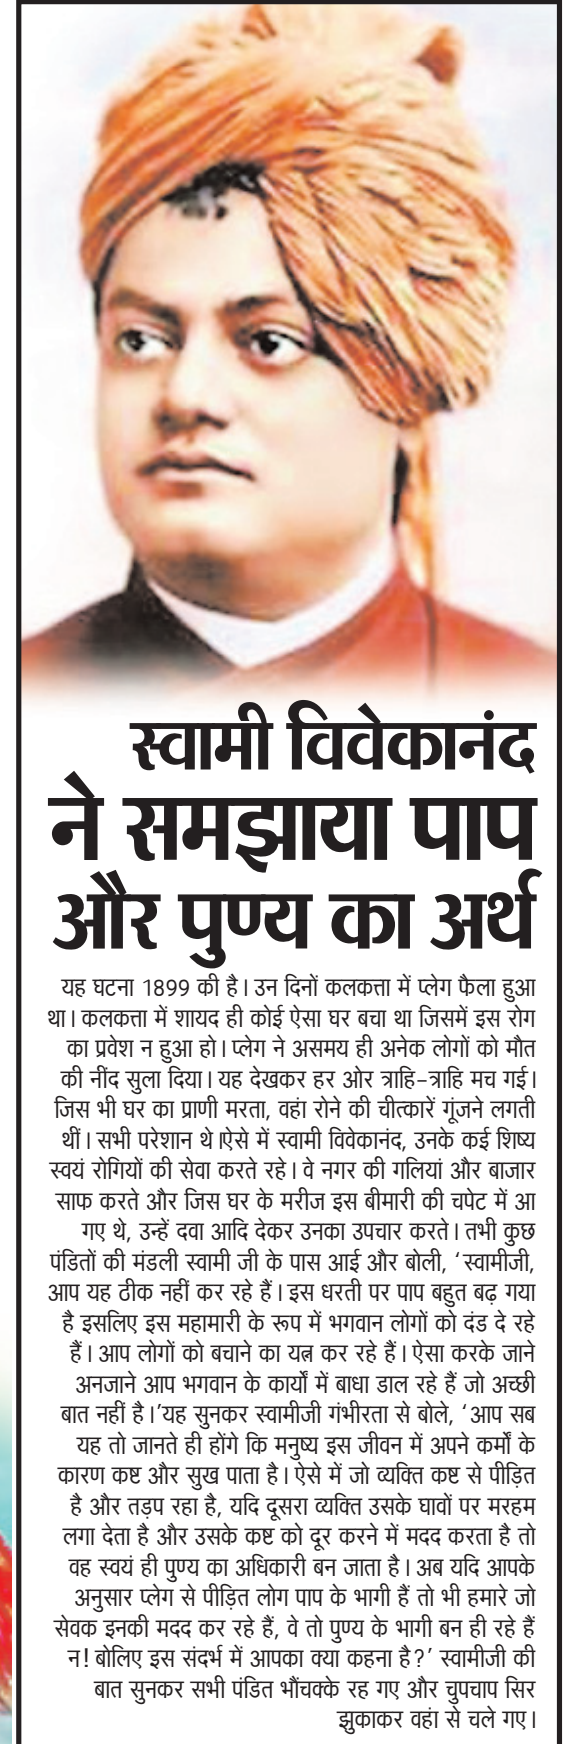 स्वामी विवेकानंद
ने समझाया पाप
और पुण्य का अर्थ
यह घटना 1899 की है। उन दिनों कलकत्ता में प्लेग फैला हुआ
था। कलकत्ता में शायद ही कोई ऐसा घर बचा था जिसमें इस रोग
का प्रवेश न हुआ हो। प्लेग ने असमय ही अनेक लोगों को मौत
की नींद सुला दिया। यह देखकर हर ओर त्राहि-त्राहि मच गई।
जिस भी घर का प्राणी मरता, वहां रोने की चीत्कारें गूंजने लगती
थीं। सभी परेशान थे।ऐसे में स्वामी विवेकानंद, उनके कई शिष्य
स्वयं रोगियों की सेवा करते रहे। वे नगर की गलियां और बाजार
साफ करते और जिस घर के मरीज इस बीमारी की चपेट में आ
गए थे, उन्हें दवा आदि देकर उनका उपचार करते। तभी कुछ
पंडितों की मंडली स्वामी जी के पास आई और बोली, ‘स्वामीजी,
आप यह ठीक नहीं कर रहे हैं। इस धरती पर पाप बहुत बढ़ गया
है इसलिए इस महामारी के रूप में भगवान लोगों को दंड दे रहे
हैं। आप लोगों को बचाने का यत्न कर रहे हैं। ऐसा करके जाने
अनजाने आप भगवान के कार्यों में बाधा डाल रहे हैं जो अच्छी
बात नहीं है।’यह सुनकर स्वामीजी गंभीरता से बोले, ‘आप सब
यह तो जानते ही होंगे कि मनुष्य इस जीवन में अपने कर्मों के
कारण कष्ट और सुख पाता है। ऐसे में जो व्यक्ति कष्ट से पीड़ित
है और तड़प रहा है, यदि दूसरा व्यक्ति उसके घावों पर मरहम
लगा देता है और उसके कष्ट को दूर करने में मदद करता है तो
वह स्वयं ही पुण्य का अधिकारी बन जाता है। अब यदि आपके
अनुसार प्लेग से पीड़ित लोग पाप के भागी हैं तो भी हमारे जो
सेवक इनकी मदद कर रहे हैं, वे तो पुण्य के भागी बन ही रहे हैं
न! बोलिए इस संदर्भ में आपका क्या कहना है?’ स्वामीजी की
बात सुनकर सभी पंडित भौंचक्के रह गए और चुपचाप सिर
झुकाकर वहां से चले गए।